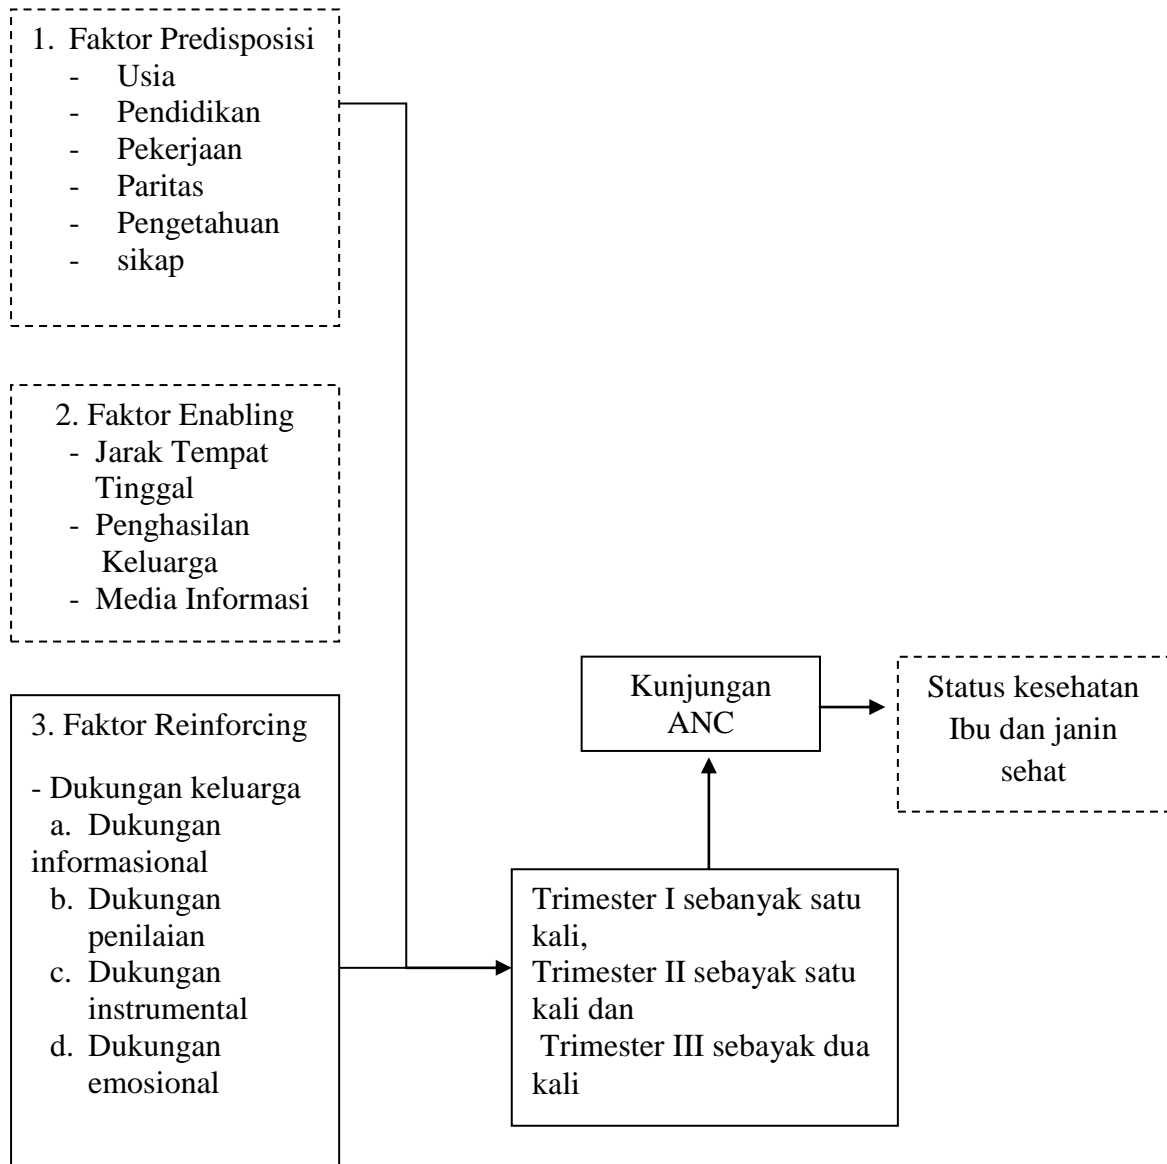 1. Faktor Predisposisi
- Usia
- Pendidikan
- Pekerjaan
- Paritas
- Pengetahuan
- sikap
2. Faktor Enabling
- Jarak Tempat
Tinggal
- Penghasilan
Keluarga
- Media Informasi
3. Faktor Reinforcing
- Dukungan keluarga
a. Dukungan
informasional
b. Dukungan
penilaian
c. Dukungan
instrumental
d. Dukungan
emosional
Trimester I sebanyak satu
kali,
Trimester II sebayak satu
kali dan
Trimester III sebayak dua
kali
Kunjungan
ANC
Status kesehatan
Ibu dan janin
sehat